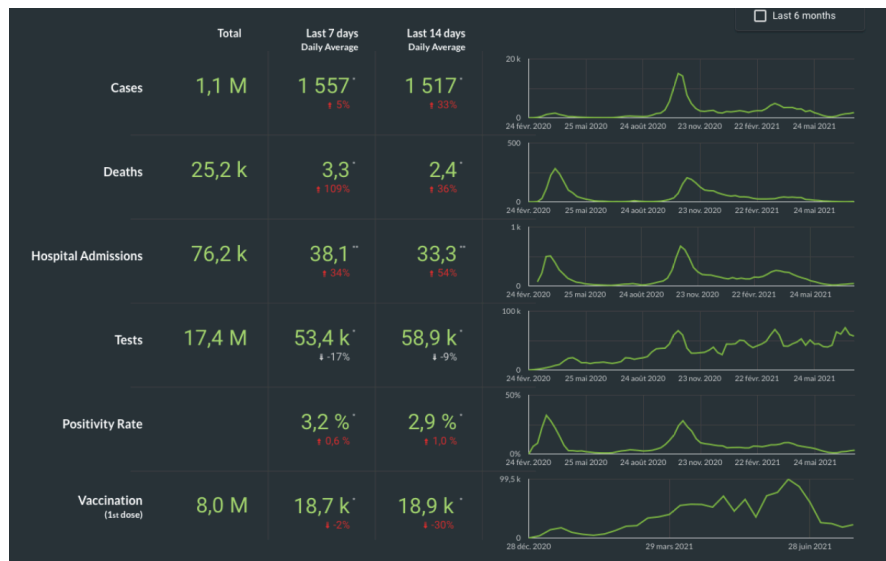 Last 6 months
Total
Last 7 days
Daily Average
Last 14 days
Daily Average
Cases
1,1 M
1 557*
5%
1 517*
33%
20 k
0
24 févr. 2020 25 mai 2020 24 août 2020 23 nov. 2020 22 févr. 2021 24 mai 2021
Deaths
25,2 k
3,3*
109%
2,4*
36%
500
0
24 févr. 2020 25 mai 2020 24 août 2020 23 nov. 2020 22 févr. 2021 24 mai 2021
Hospital Admissions
76,2 k
38,1**
34%
33,3**
54%
1 k
0
24 févr. 2020 25 mai 2020 24 août 2020 23 nov. 2020 22 févr. 2021 24 mai 2021
Tests
17,4 M
53,4 k*
-17%
58,9 k*
-9%
100 k
0
24 févr. 2020 25 mai 2020 24 août 2020 23 nov. 2020 22 févr. 2021 24 mai 2021
Positivity Rate
3,2 %*
0,6 %
2,9 %*
1,0 %
50%
0%
24 févr. 2020 25 mai 2020 24 août 2020 23 nov. 2020 22 févr. 2021 24 mai 2021
Vaccination
(1st dose)
8,0 M
18,7 k*
-2%
18,9 k*
-30%
99,5 k
0
28 déc. 2020 29 mars 2021 28 juin 2021